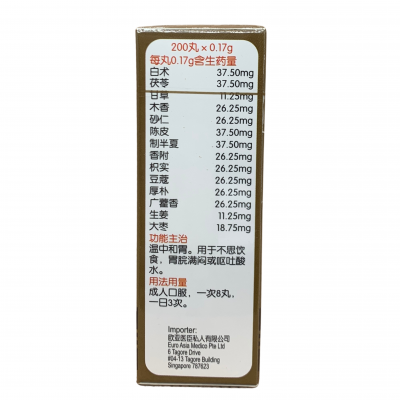 200丸 x 0.17g
每丸0.17g含生药量
白术 37.50mg
茯苓 37.50mg
甘草 11.25mg
木香 26.25mg
砂仁 26.25mg
陈皮 37.50mg
制半夏 37.50mg
香附 26.25mg
枳实 26.25mg
豆蔻 26.25mg
厚朴 26.25mg
广藿香 26.25mg
生姜 11.25mg
大枣 18.75mg
功能主治
温中和胃。用于不思饮
食，胃脘满闷或呕吐酸
水。
用法用量
成人口服，一次8丸，
一日3次。
Importer:
欧亚医臣私人有限公司
Euro Asia Medico Pte Ltd
6 Tagore Drive
#04-13 Tagore Building
Singapore 787623